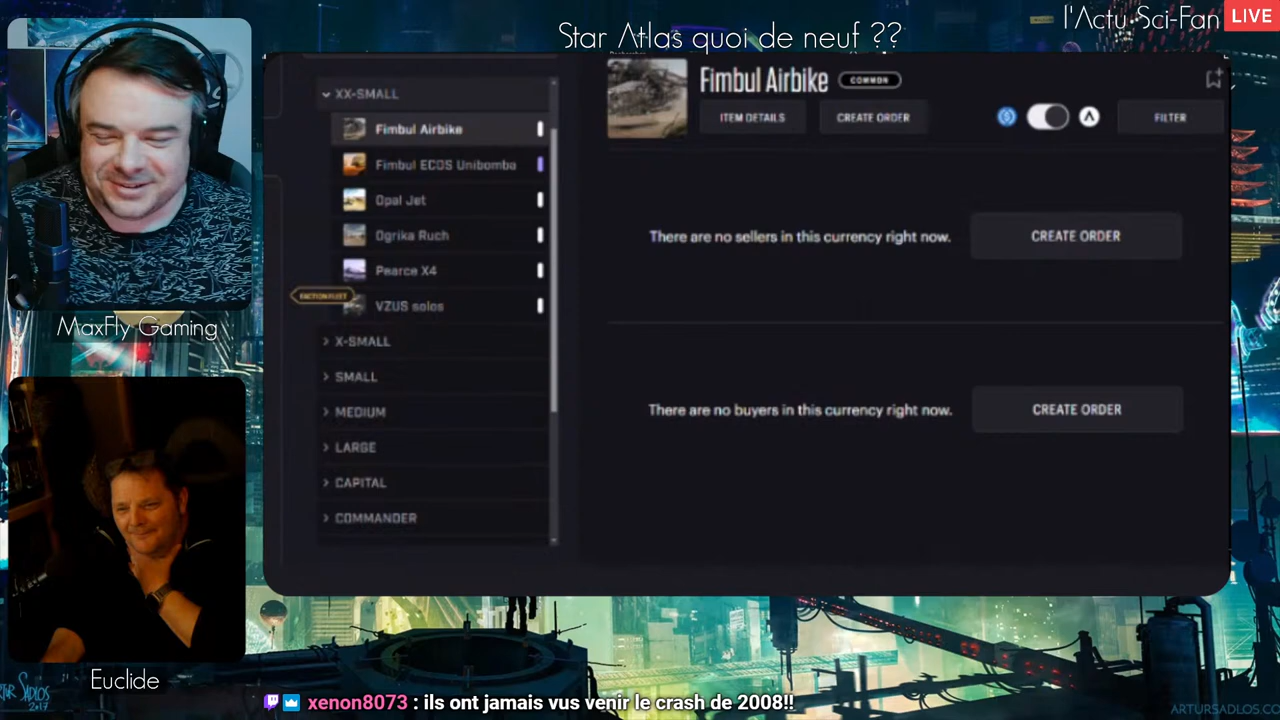 l'Actu Sci-Fan LIVE
Star Atlas quoi de neuf ??
XX-SMALL
Fimbul Airbike
Fimbul ECOS Unibomba
Opal Jet
Ogrika Ruch
Pearce X4
VZUS solos
FACTION FLEET
X-SMALL
SMALL
MEDIUM
LARGE
CAPITAL
COMMANDER
Fimbul Airbike COMMON
ITEM DETAILS CREATE ORDER FILTER
There are no sellers in this currency right now. CREATE ORDER
There are no buyers in this currency right now. CREATE ORDER
MaxFly Gaming
Euclide
xenon8073 : ils ont jamais vus venir le crash de 2008!!
2017